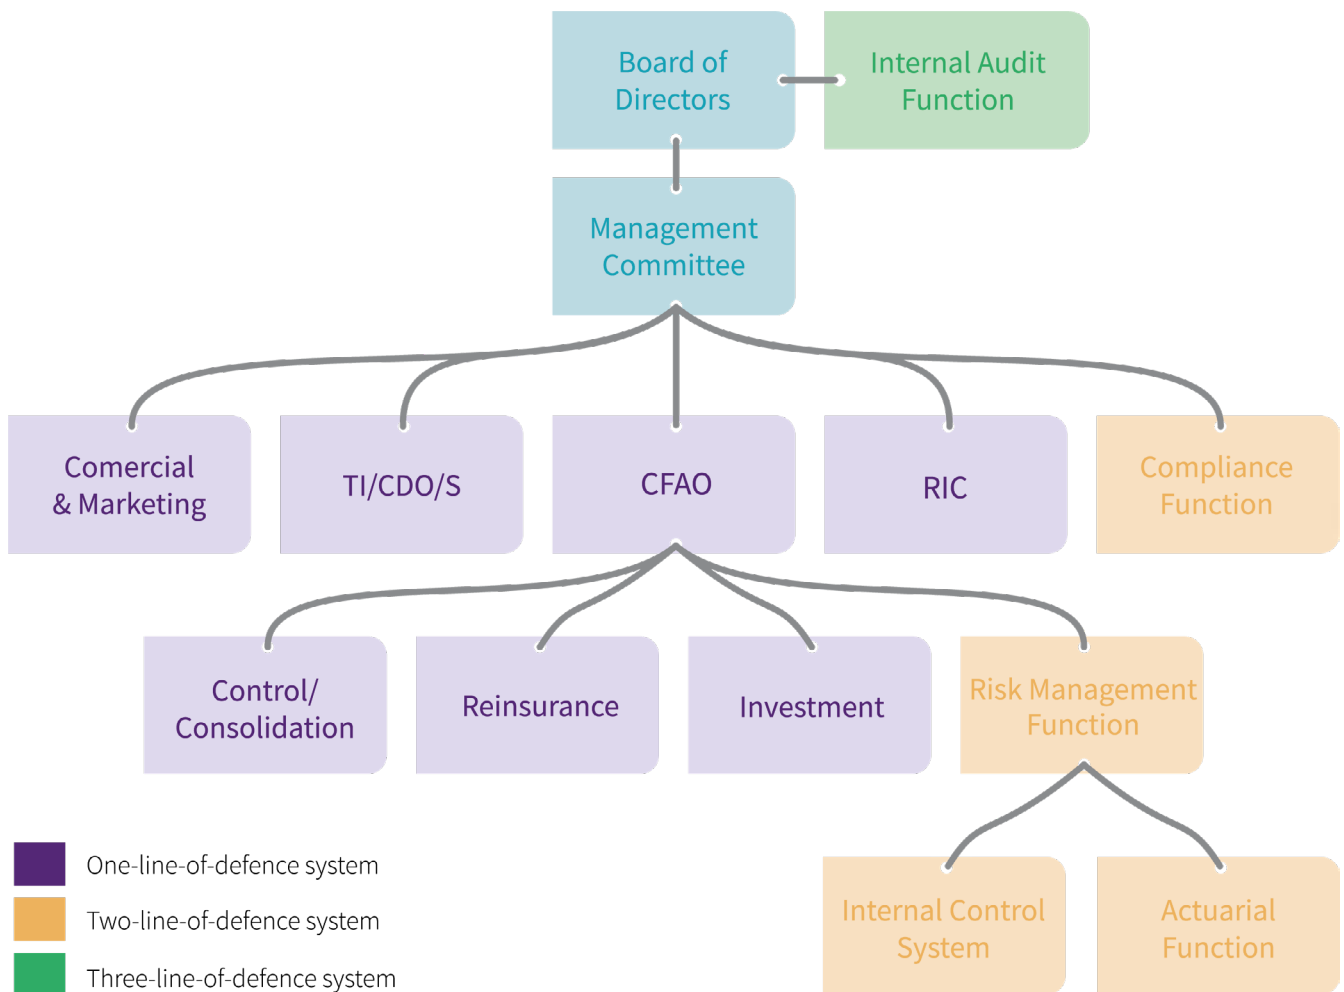 Board of
Directors
Internal Audit
Function
Management
Committee
Comercial
& Marketing
TI/CDO/S
CFAO
RIC
Compliance
Function
Control/
Consolidation
Reinsurance
Investment
Risk Management
Function
Internal Control
System
Actuarial
Function
One-line-of-defence system
Two-line-of-defence system
Three-line-of-defence system